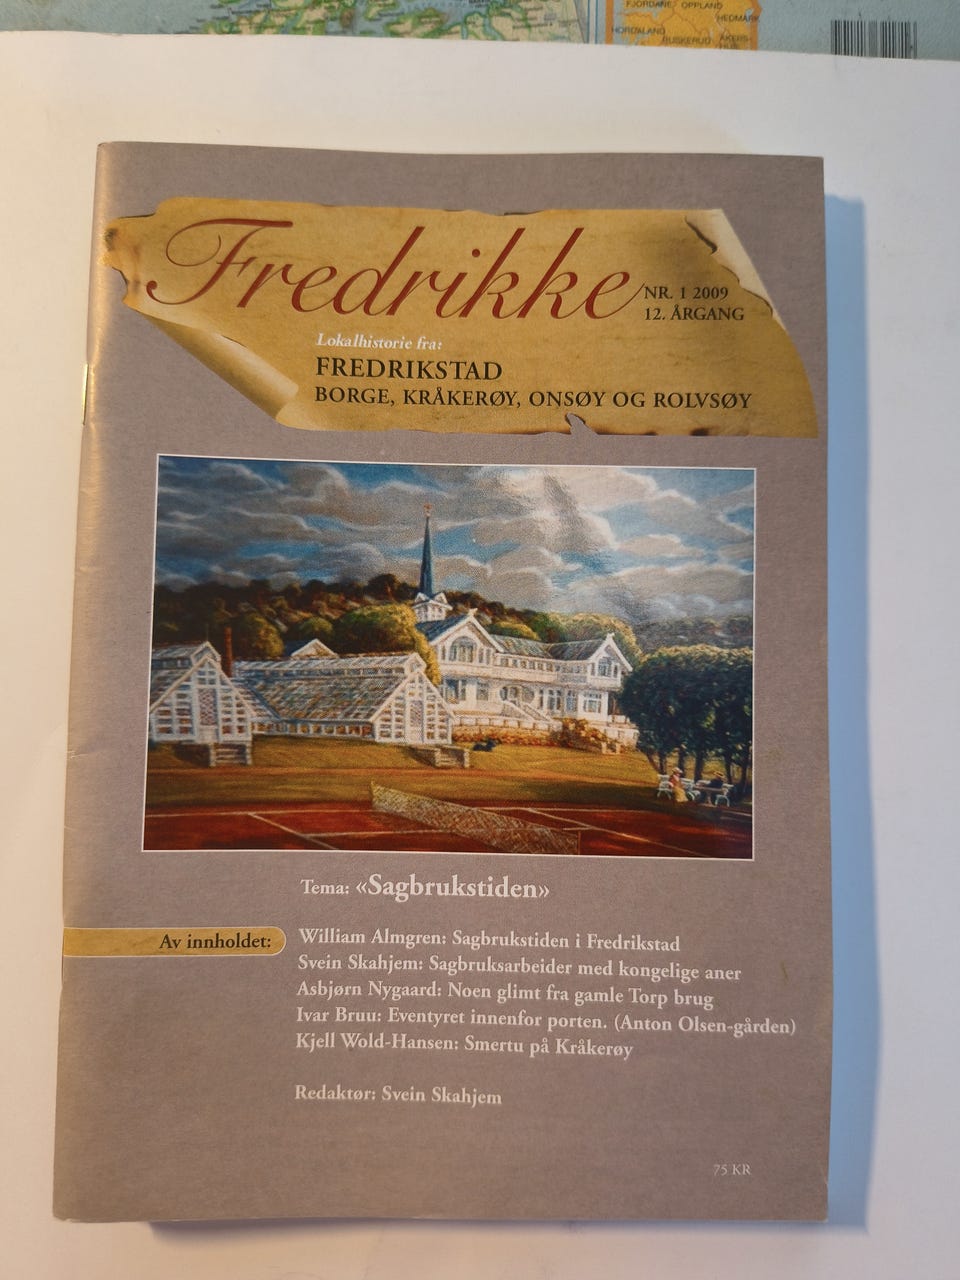 FJORDANE
OPPLAND
HEDMARK
HORDALAND
BUSKERUD
AKERS-
HUS
Fredrikke
NR. 1 2009
12. ÅRGANG
Lokalhistorie fra:
FREDRIKSTAD
BORGE, KRÅKERØY, ONSØY OG ROLVSØY
Tema: «Sagbrukstiden»
Av innholdet:
William Almgren: Sagbrukstiden i Fredrikstad
Svein Skahjem: Sagbruksarbeider med kongelige aner
Asbjørn Nygaard: Noen glimt fra gamle Torp brug
Ivar Bruu: Eventyret innenfor porten. (Anton Olsen-gården)
Kjell Wold-Hansen: Smertu på Kråkerøy
Redaktør: Svein Skahjem
75 KR